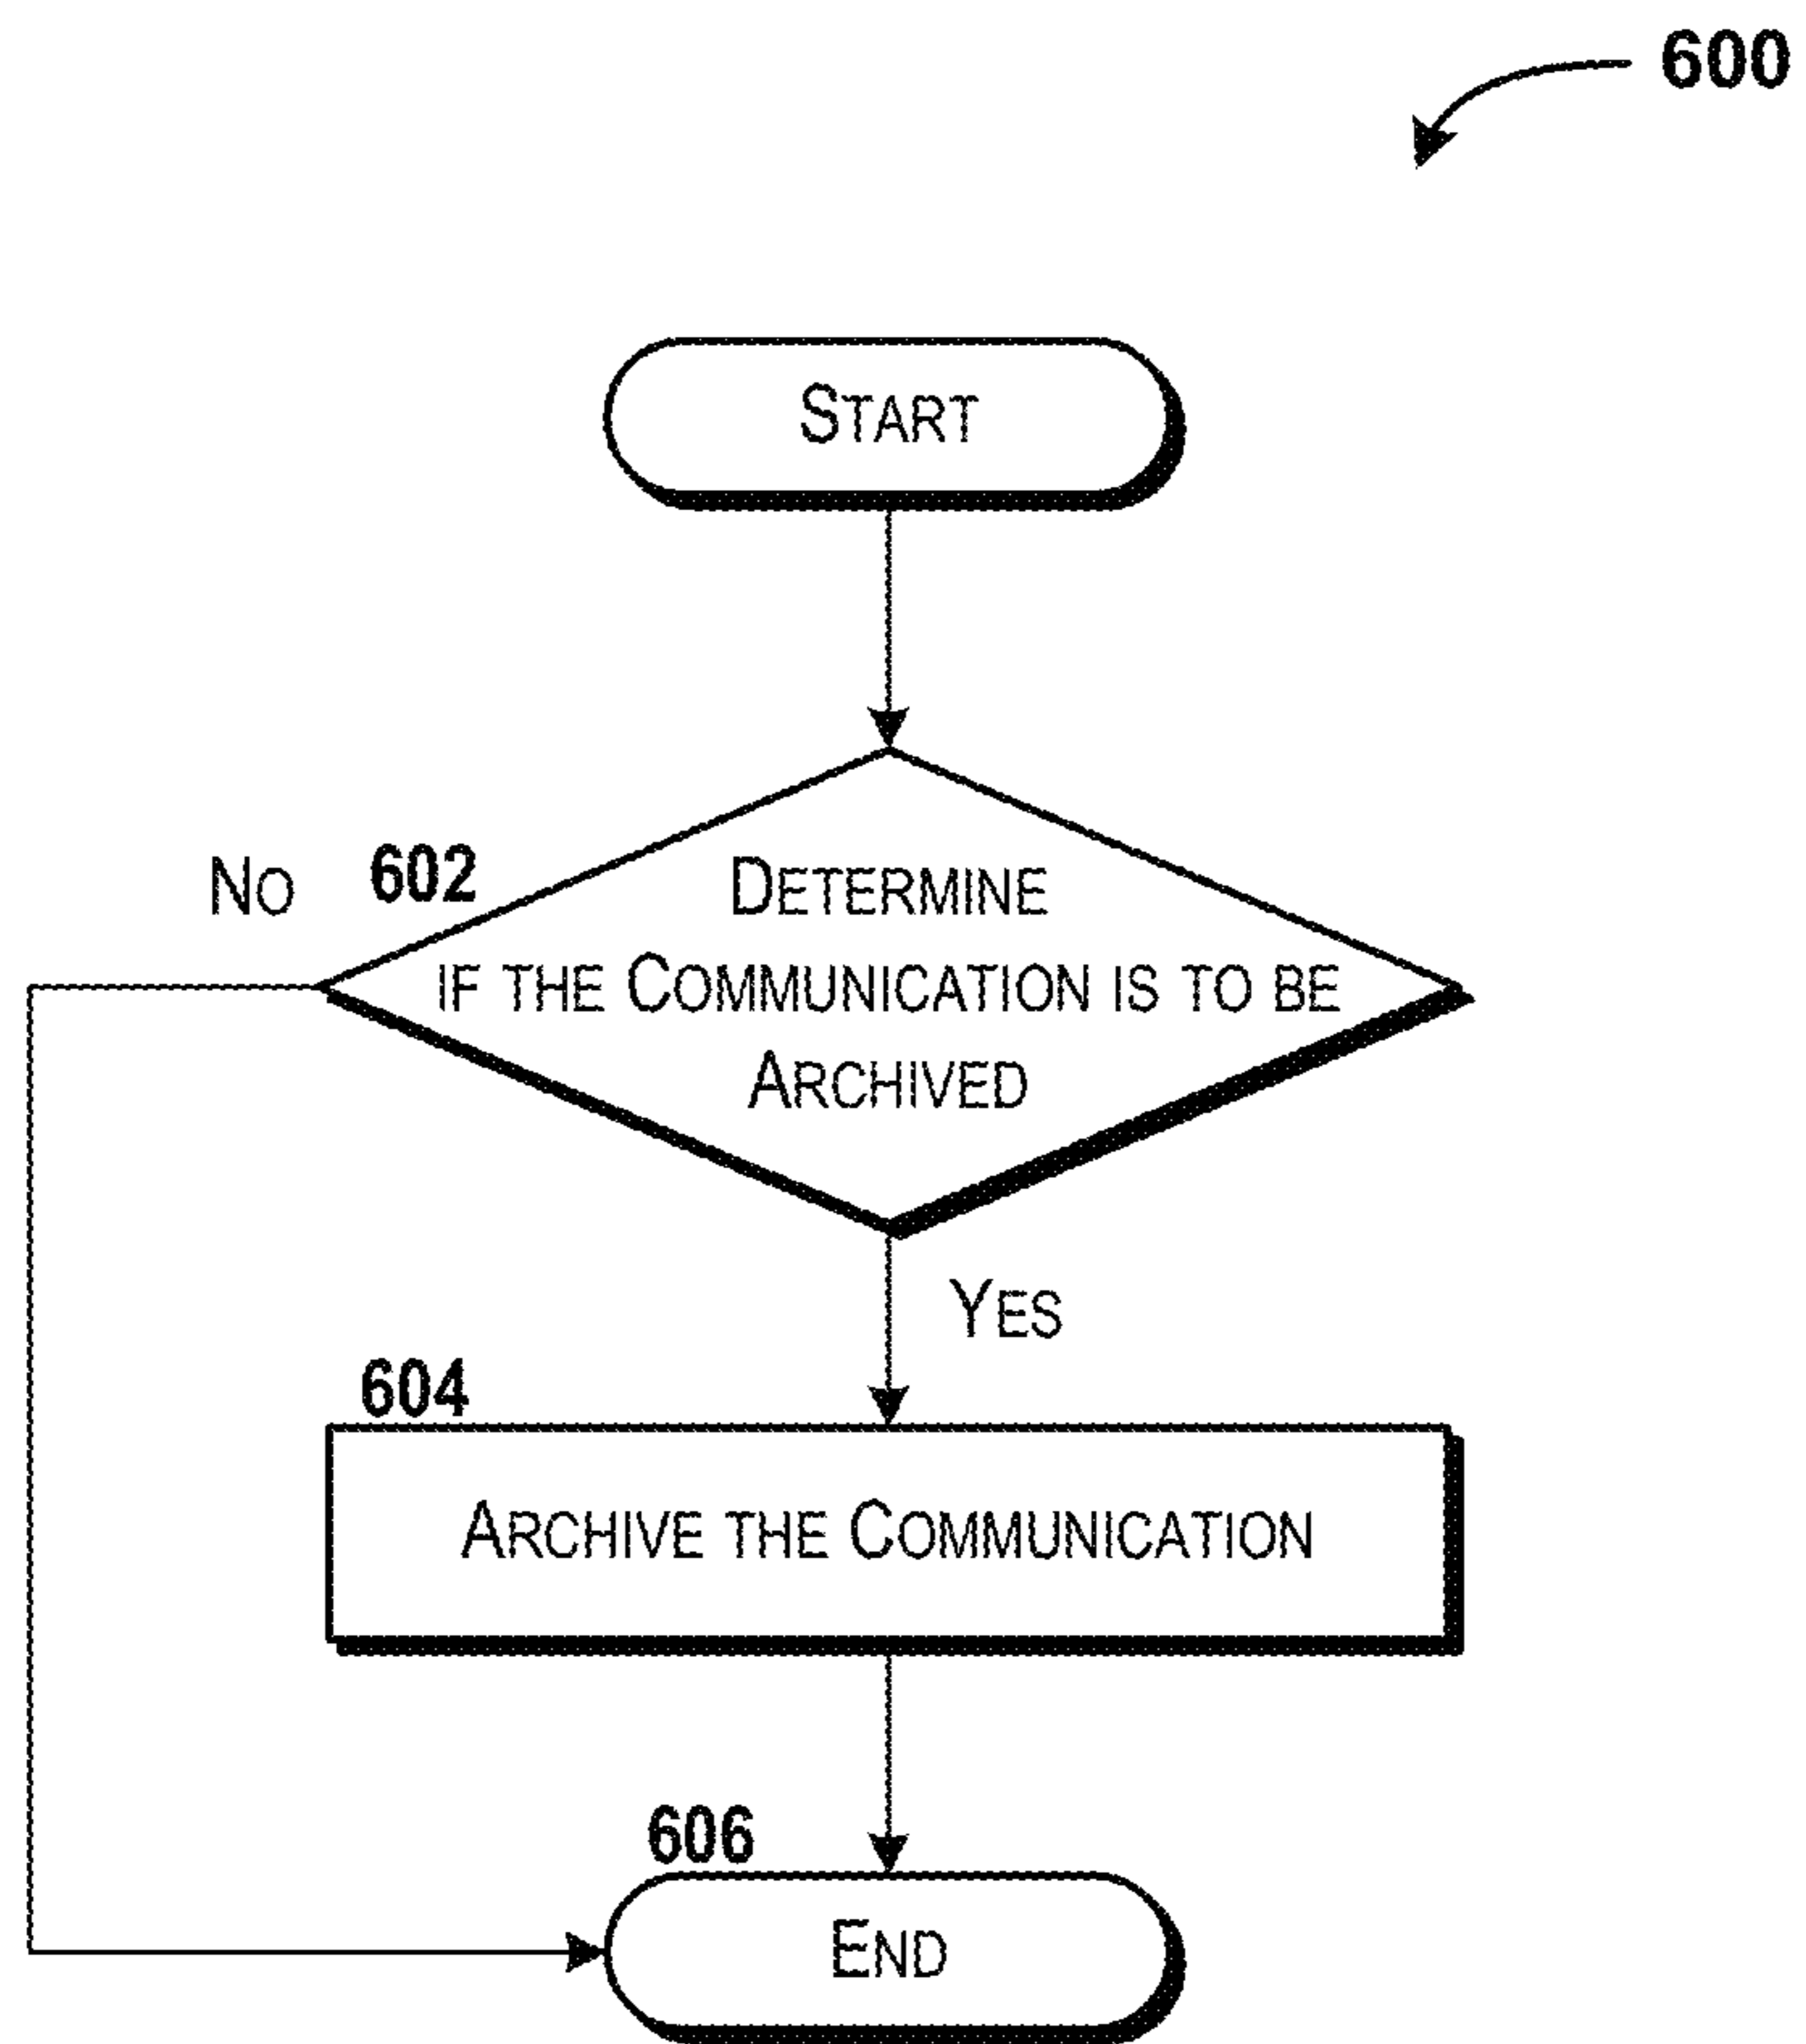 600
START
NO
602
DETERMINE
IF THE COMMUNICATION IS TO BE
ARCHIVED
YES
604
ARCHIVE THE COMMUNICATION
606
END